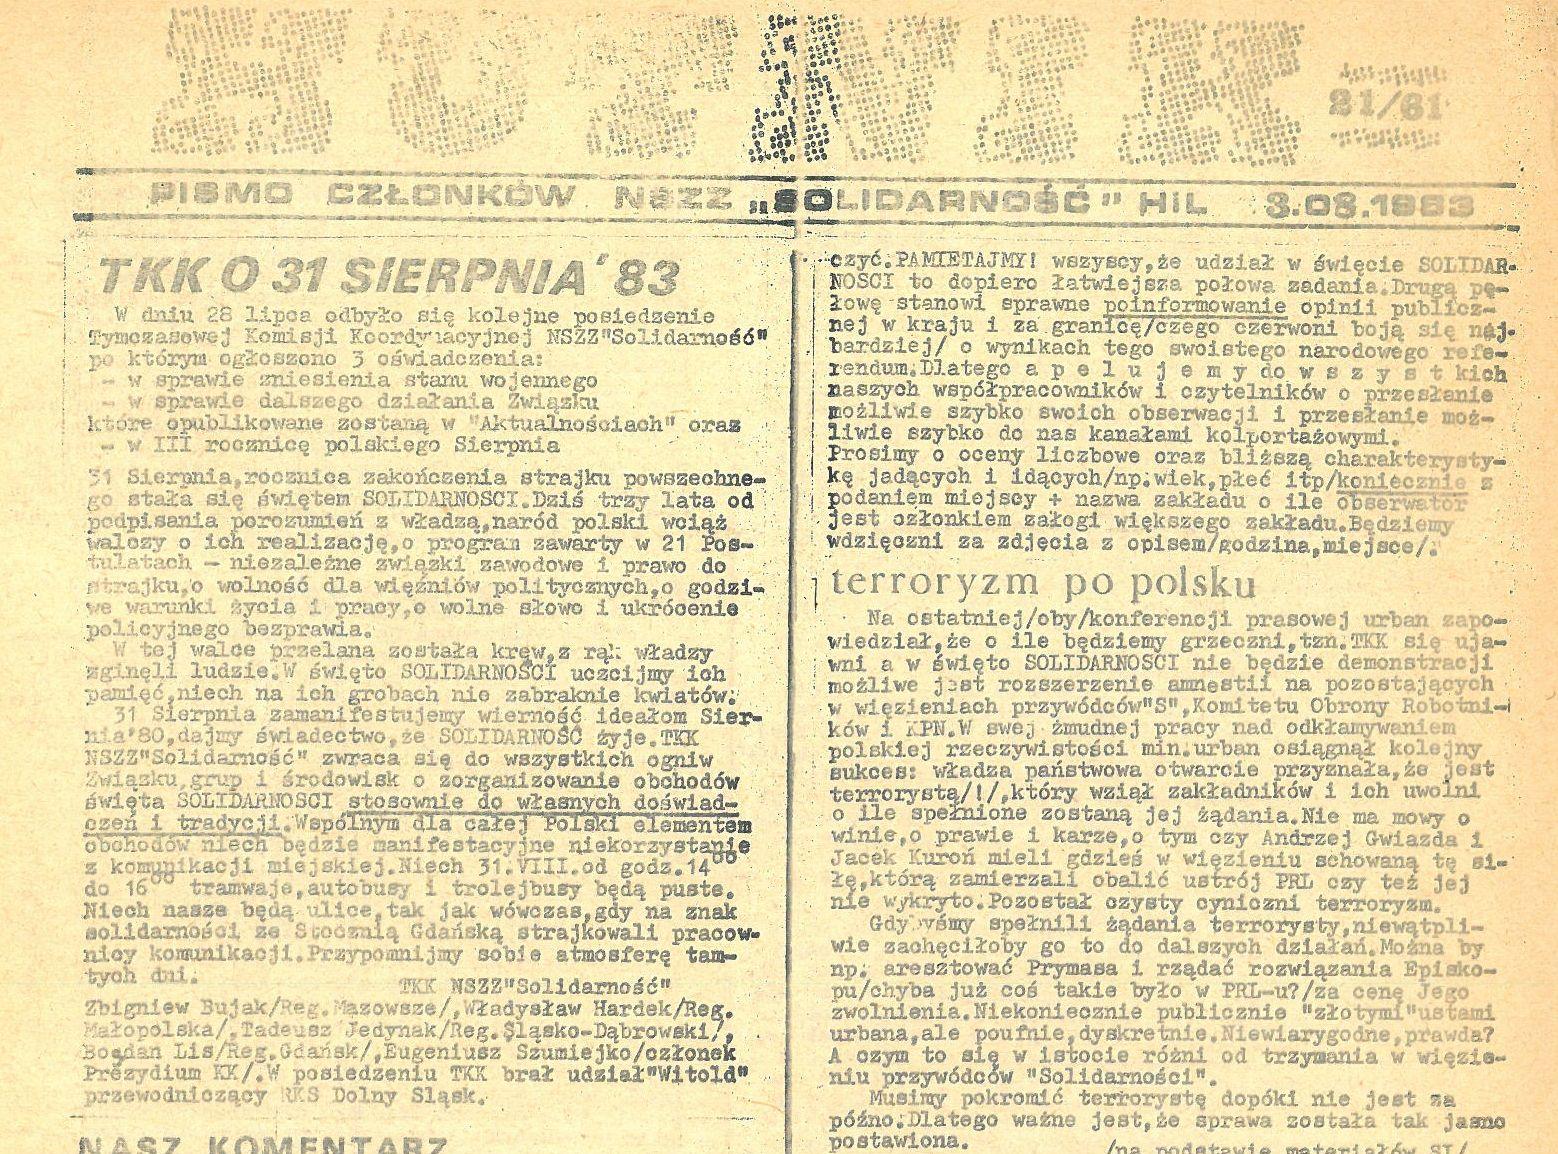 HUTNIK
21/61
PISMO CZŁONKÓW NSZZ „SOLIDARNOŚĆ" HiL 3.08.1983
TKK O 31 SIERPNIA '83
W dniu 28 lipca odbyło się kolejne posiedzenie
Tymczasowej Komisji Koordynacyjnej NSZZ"Solidarność"
po którym ogłoszono 3 oświadczenia:
- w sprawie zniesienia stanu wojennego
- w sprawie dalszego działania Związku
które opublikowane zostaną w "Aktualnościach" oraz
- w III rocznicę polskiego Sierpnia
31 Sierpnia,rocznica zakończenia strajku powszechne-
go stała się świętem SOLIDARNOSCI.Dziś trzy lata od
podpisania porozumień z władzą,naród polski wciąż
walczy o ich realizację,o program zawarty w 21 Pos-
tulatach - niezależne związki zawodowe i prawo do
strajku,o wolność dla więźniów politycznych,o godzi-
we warunki życia i pracy,o wolne słowo i ukrócenie
policyjnego bezprawia.
W tej walce przelana została krew,z rąk władzy
zginęli ludzie.W święto SOLIDARNOŚCI uczcijmy ich
pamięć,niech na ich grobach nie zabraknie kwiatów.
31 Sierpnia zamanifestujemy wierność ideałom Sier-
nia'80,dajmy świadectwo,że SOLIDARNOŚĆ żyje.TKK
NSZZ"Solidarność" zwraca się do wszystkich ogniw
Związku,grup i środowisk o zorganizowanie obchodów
święta SOLIDARNOSCI stosownie do własnych doświad-
czeń i tradycji.Wspólnym dla całej Polski elementem
obchodów niech będzie manifestacyjne niekorzystanie
z komunikacji miejskiej.Niech 31.VIII.od godz.14⁰⁰
do 16⁰⁰ tramwaje,autobusy i trolejbusy będą puste.
Niech nasze będą ulice,tak jak wówczas,gdy na znak
solidarności ze Stocznią Gdańską strajkowali pracow-
nicy komunikacji.Przypomnijmy sobie atmosferę tam-
tych dni.
TKK NSZZ"Solidarność"
Zbigniew Bujak/Reg.Mazowsze/,Władysław Hardek/Reg.
Małopolska/,Tadeusz Jedynak/Reg.Śląsko-Dąbrowski/,
Bogdan Lis/Reg.Gdańsk/,Eugeniusz Szumiejko/członek
Prezydium KK/.W posiedzeniu TKK brał udział"Witold"
przewodniczący RKS Dolny Sląsk.
NASZ KOMENTARZ
czyć.PAMIETAJMY! wszyscy,że udział w święcie SOLIDAR-
NOSCI to dopiero łatwiejsza połowa zadania.Drugą po-
łowę stanowi sprawne poinformowanie opinii publicz-
nej w kraju i za granicę/czego czerwoni boją się naj-
bardziej/ o wynikach tego swoistego narodowego refe-
rendum.Dlatego a p e l u j e m y do w s z y s t kich
naszych współpracowników i czytelników o przesłanie
możliwie szybko swoich obserwacji i przesłanie moż-
liwie szybko do nas kanałami kolportażowymi.
Prosimy o oceny liczbowe oraz bliższą charakterysty-
kę jadących i idących/np.wiek,płeć itp/koniecznie z
podaniem miejscy + nazwa zakładu o ile obserwator
jest członkiem załogi większego zakładu.Będziemy
wdzięczni za zdjęcia z opisem/godzina,miejsce/.
terroryzm po polsku
Na ostatniej/oby/konferencji prasowej urban zapo-
wiedział,że o ile będziemy grzeczni,tzn.TKK się uja-
wni a w święto SOLIDARNOSCI nie będzie demonstracji
możliwe jest rozszerzenie amnestii na pozostających
w więzieniach przywódców"S",Komitetu Obrony Robotni-
ków i KPN.W swej żmudnej pracy nad odkłamywaniem
polskiej rzeczywistości min.urban osiągnął kolejny
sukces: władza państwowa otwarcie przyznała,że jest
terrorystą/!/,który wziął zakładników i ich uwolni
o ile spełnione zostaną jej żądania.Nie ma mowy o
winie,o prawie i karze,o tym czy Andrzej Gwiazda i
Jacek Kuroń mieli gdzieś w więzieniu schowaną tę si-
łę,którą zamierzali obalić ustrój PRL czy też jej
nie wykryto.Pozostał czysty cyniczni terroryzm.
Gdybyśmy spełnili żądania terrorysty,niewątpli-
wie zachęciłoby go to do dalszych działań.Można by
np. aresztować Prymasa i rządać rozwiązania Episko-
pu/chyba już coś takie było w PRL-u?/za cenę Jego
zwolnienia.Niekoniecznie publicznie "złotymi"ustami
urbana,ale poufnie,dyskretnie.Niewiarygodne,prawda?
A czym to się w istocie różni od trzymania w więzie-
niu przywódców "Solidarności".
Musimy pokromić terrorystę dopóki nie jest za
późno.Dlatego ważne jest,że sprawa została tak jasno
postawiona.
/na podstawie materiałów SI/